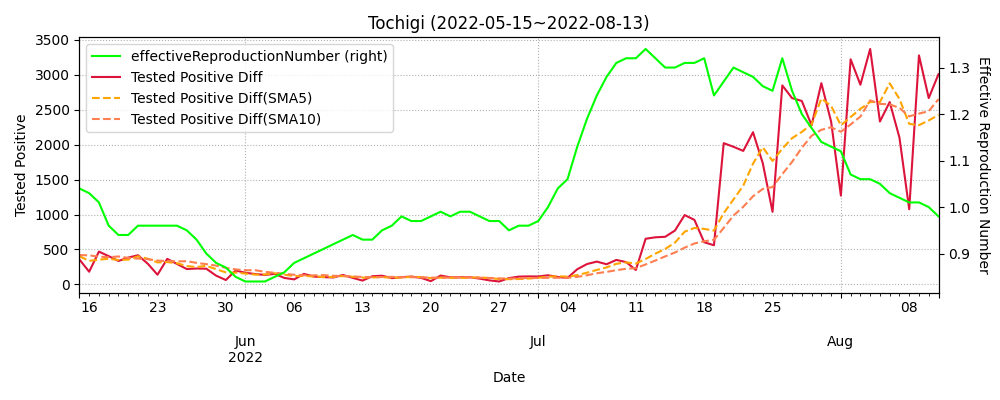 Tochigi (2022-05-15~2022-08-13)
effectiveReproductionNumber (right)
Tested Positive Diff
Tested Positive Diff(SMA5)
Tested Positive Diff(SMA10)
Tested Positive
3500
3000
2500
2000
1500
1000
500
0
1.3
1.2
1.1
1.0
0.9
Effective Reproduction Number
16 23 30 06 13 20 27 04 11 18 25 08
Jun Jul Aug
2022
Date